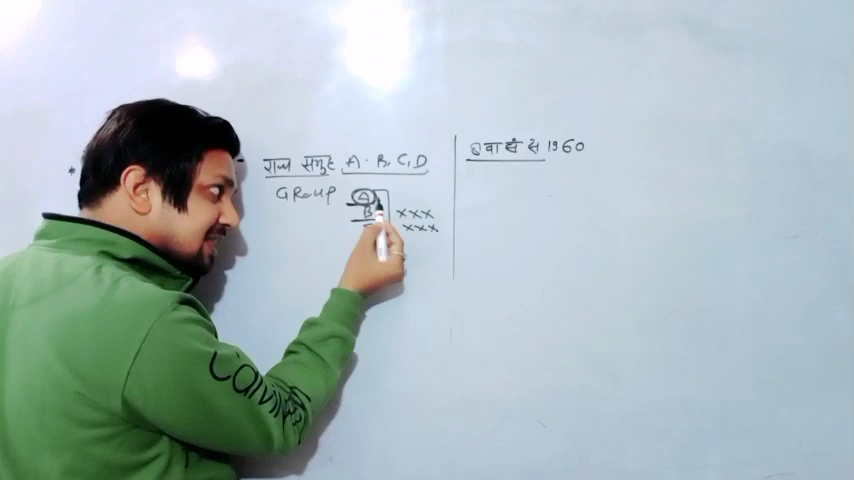 राज्य समूह A. B, C, D
GROUP A
B
xxx
xxx
1960
Calvin